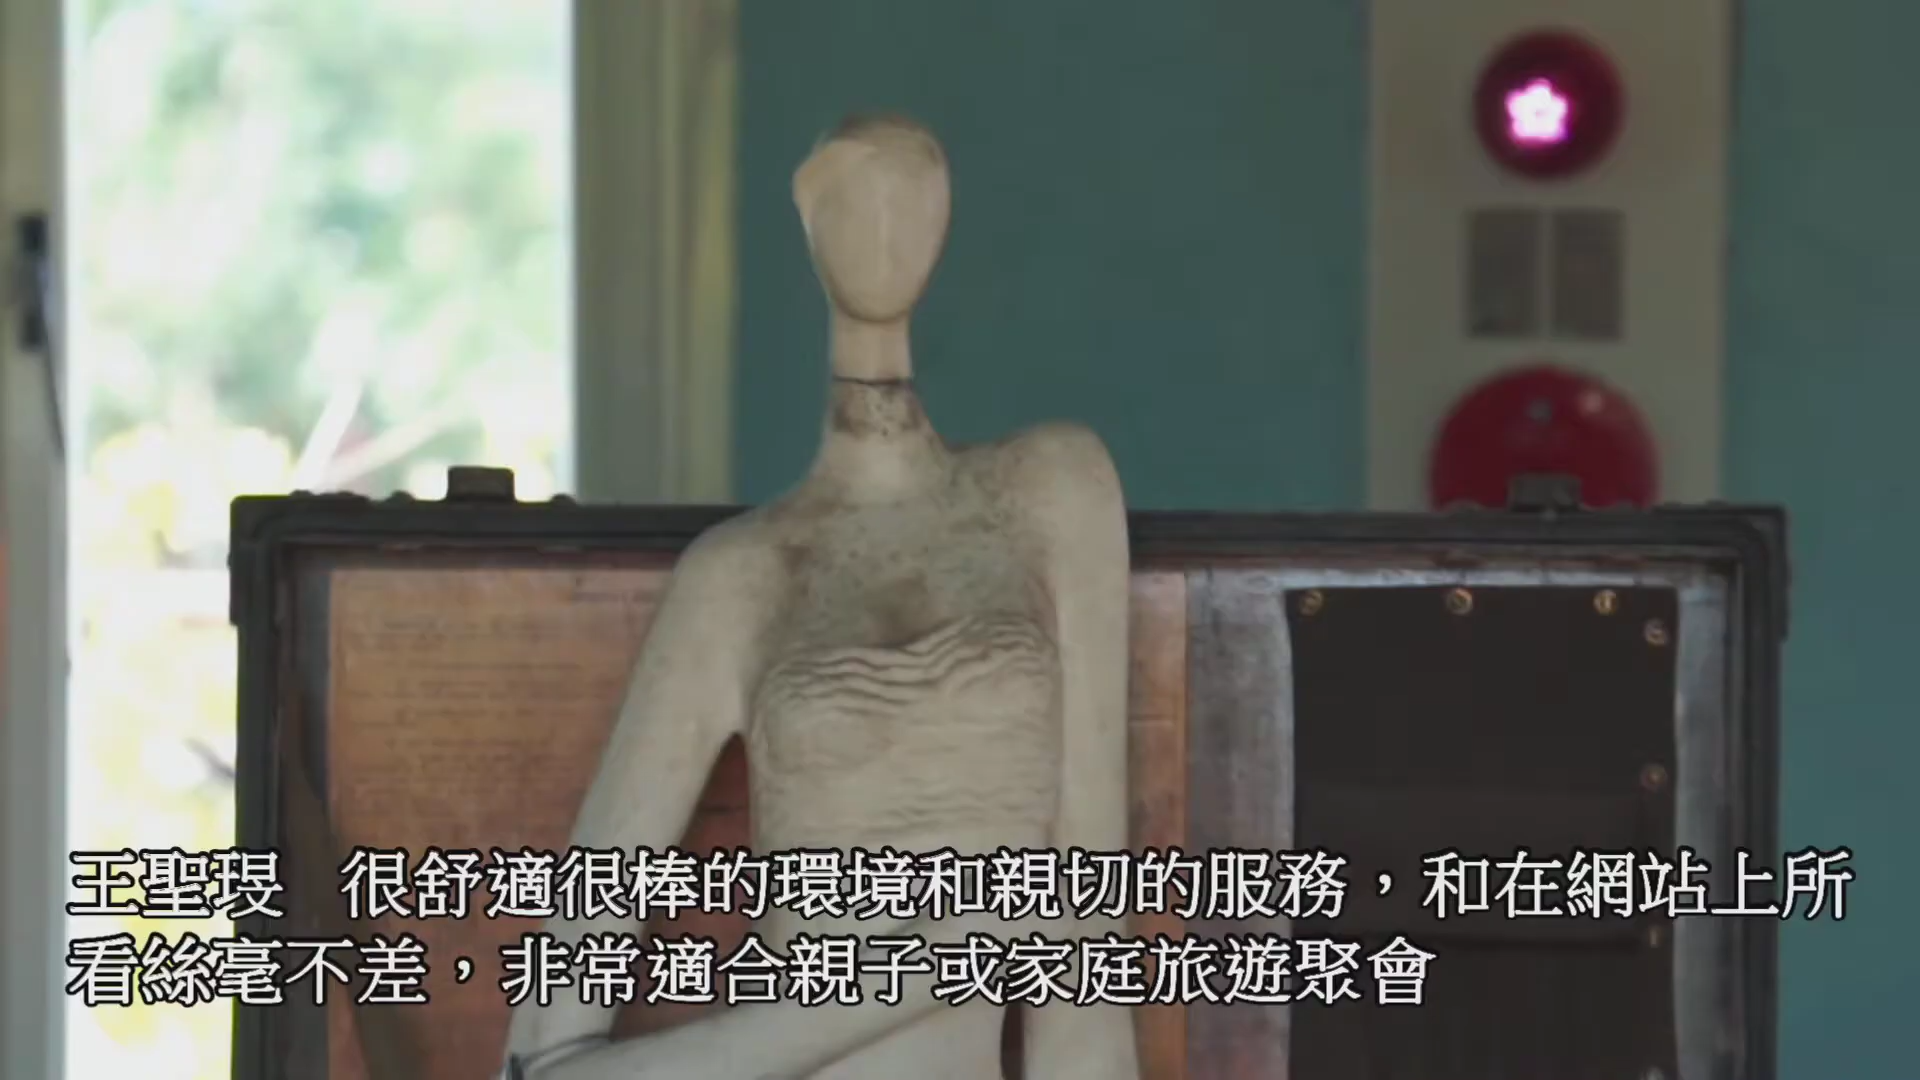 王聖珢 很舒適很棒的環境和親切的服務，和在網站上所
看絲毫不差，非常適合親子或家庭旅遊聚會